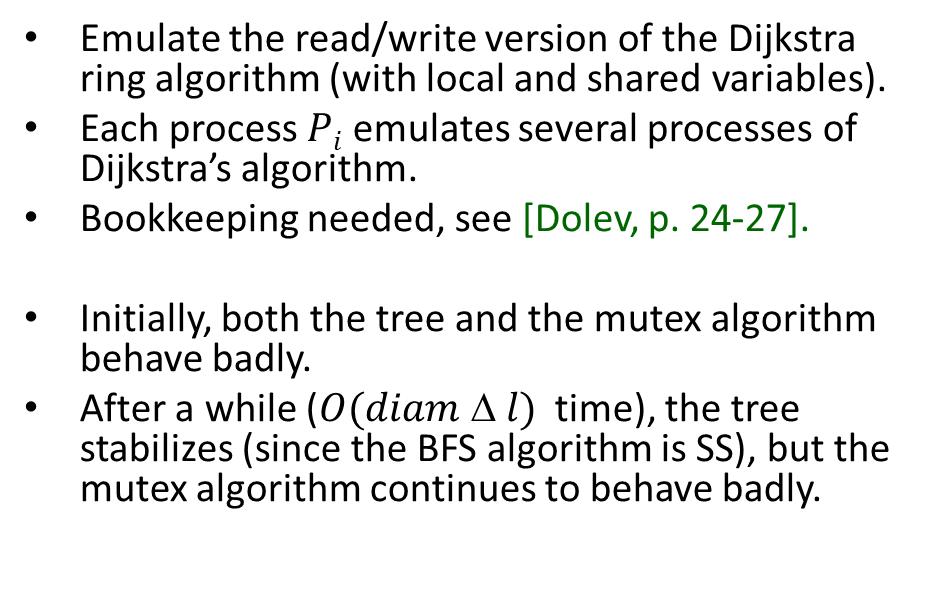 • Emulate the read/write version of the Dijkstra
ring algorithm (with local and shared variables).
• Each process P_i emulates several processes of
Dijkstra’s algorithm.
• Bookkeeping needed, see [Dolev, p. 24-27].
• Initially, both the tree and the mutex algorithm
behave badly.
• After a while (O(diam Δ l) time), the tree
stabilizes (since the BFS algorithm is SS), but the
mutex algorithm continues to behave badly.